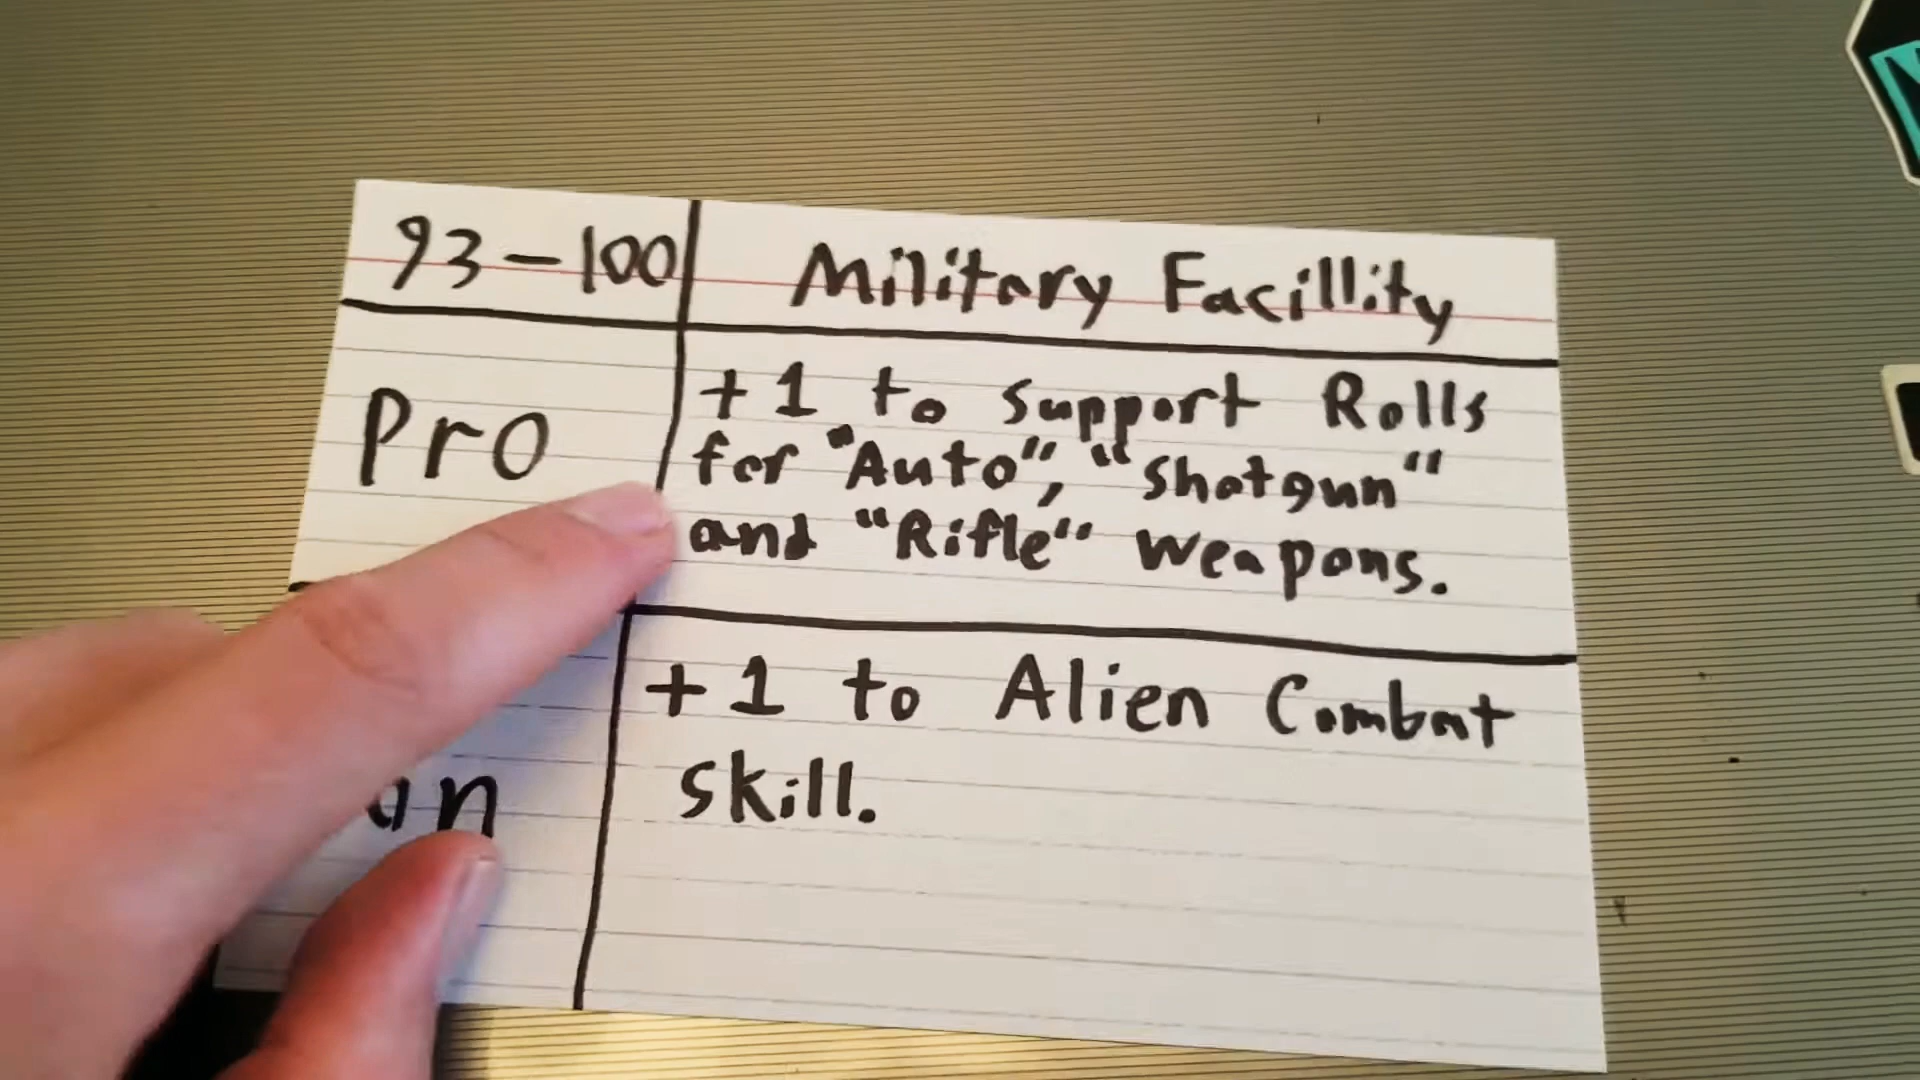 93-100
Military Facillity
Pro
+1 to Support Rolls
for "Auto", "Shotgun"
and "Rifle" Weapons.
+1 to Alien Combat
Skill.